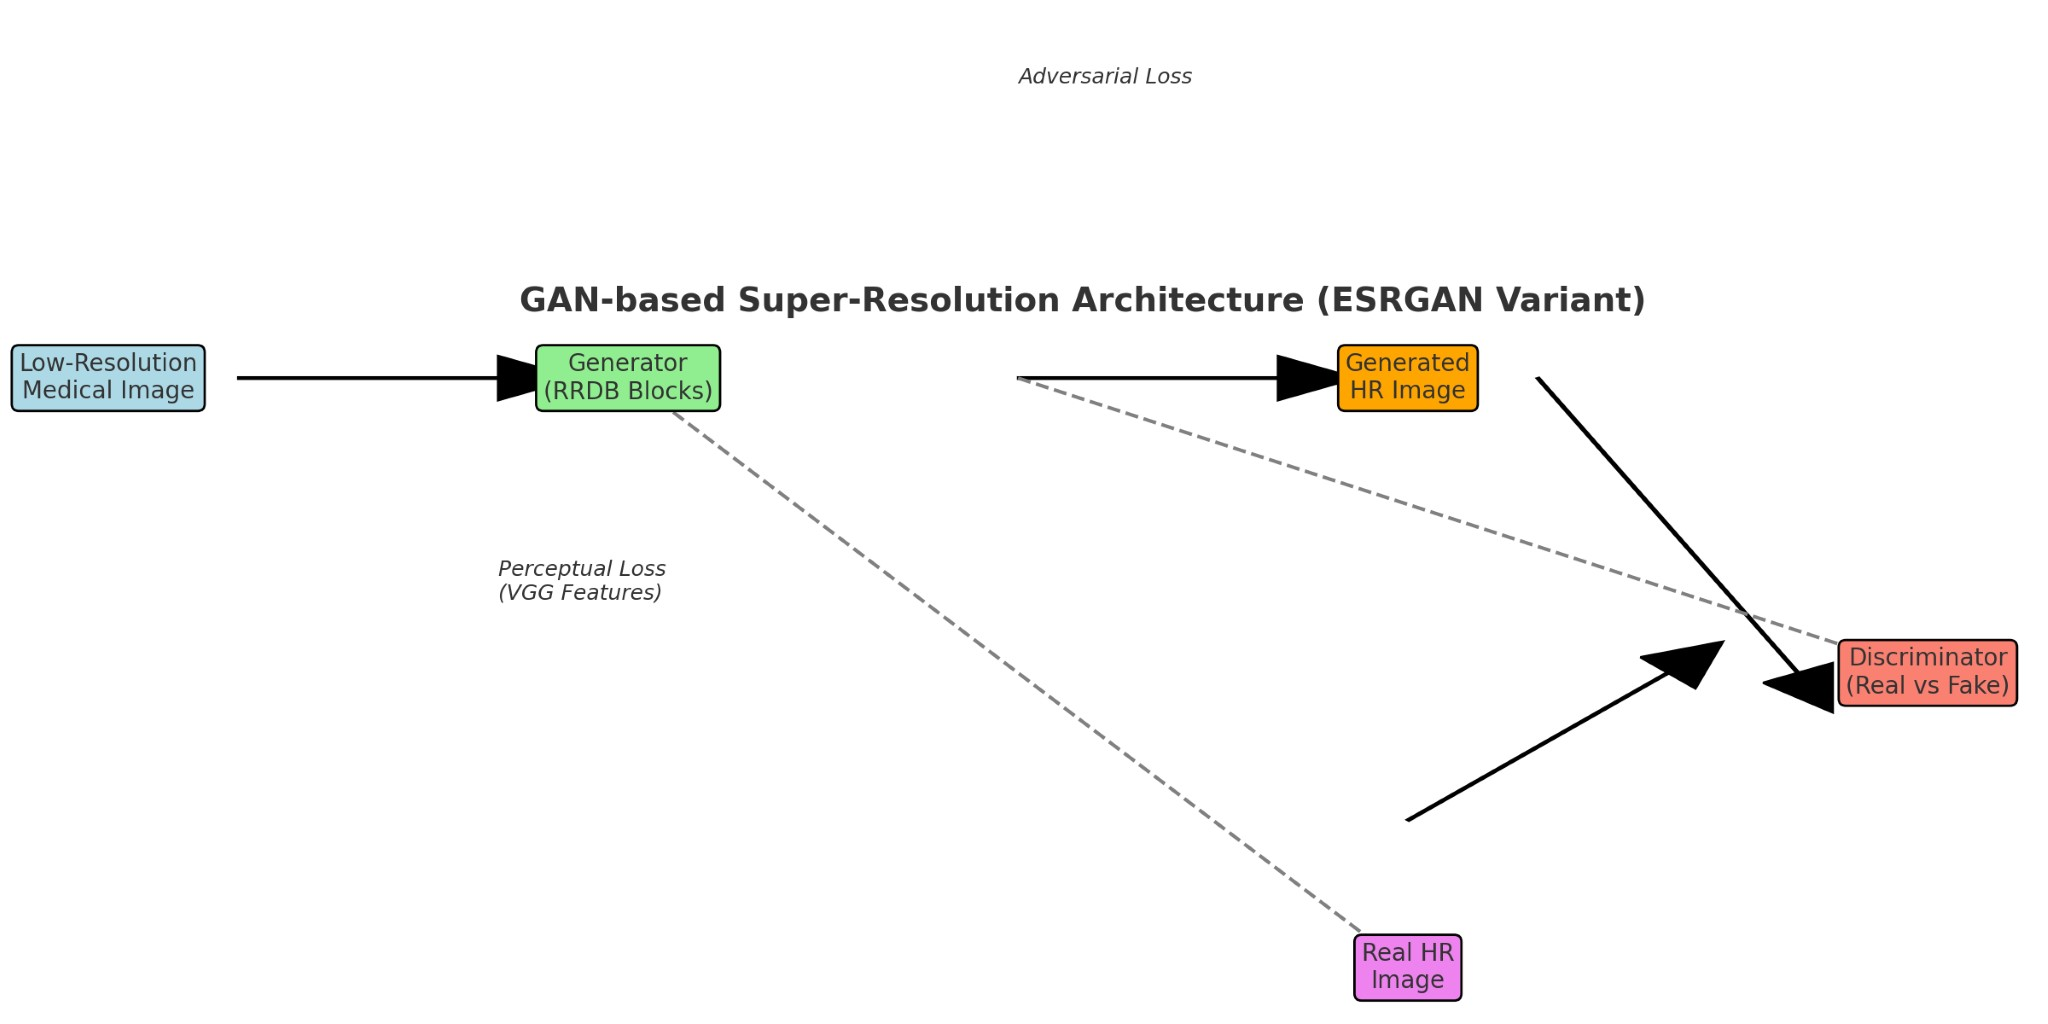 Adversarial Loss
GAN-based Super-Resolution Architecture (ESRGAN Variant)
Low-Resolution
Medical Image
Generator
(RRDB Blocks)
Generated
HR Image
Perceptual Loss
(VGG Features)
Discriminator
(Real vs Fake)
Real HR
Image